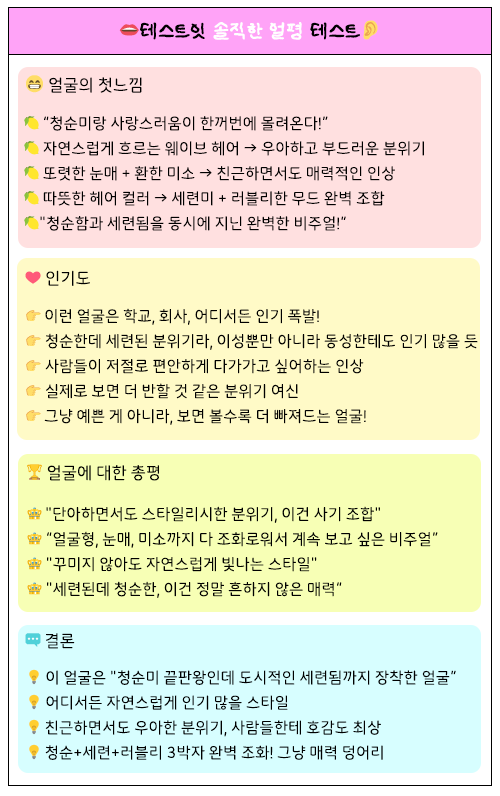 테스트힛 솔직한 얼평 테스트
얼굴의 첫느낌
“청순미랑 사랑스러움이 한꺼번에 몰려온다!”
자연스럽게 흐르는 웨이브 헤어 → 우아하고 부드러운 분위기
또렷한 눈매 + 환한 미소 → 친근하면서도 매력적인 인상
따뜻한 헤어 컬러 → 세련미 + 러블리한 무드 완벽 조합
"청순함과 세련됨을 동시에 지닌 완벽한 비주얼!“
인기도
이런 얼굴은 학교, 회사, 어디서든 인기 폭발!
청순한데 세련된 분위기라, 이성뿐만 아니라 동성한테도 인기 많을 듯
사람들이 저절로 편안하게 다가가고 싶어하는 인상
실제로 보면 더 반할 것 같은 분위기 여신
그냥 예쁜 게 아니라, 보면 볼수록 더 빠져드는 얼굴!
얼굴에 대한 총평
"단아하면서도 스타일리시한 분위기, 이건 사기 조합"
“얼굴형, 눈매, 미소까지 다 조화로워서 계속 보고 싶은 비주얼”
"꾸미지 않아도 자연스럽게 빛나는 스타일"
"세련된데 청순한, 이건 정말 흔하지 않은 매력“
결론
이 얼굴은 "청순미 끝판왕인데 도시적인 세련됨까지 장착한 얼굴”
어디서든 자연스럽게 인기 많을 스타일
친근하면서도 우아한 분위기, 사람들한테 호감도 최상
청순+세련+러블리 3박자 완벽 조화! 그냥 매력 덩어리